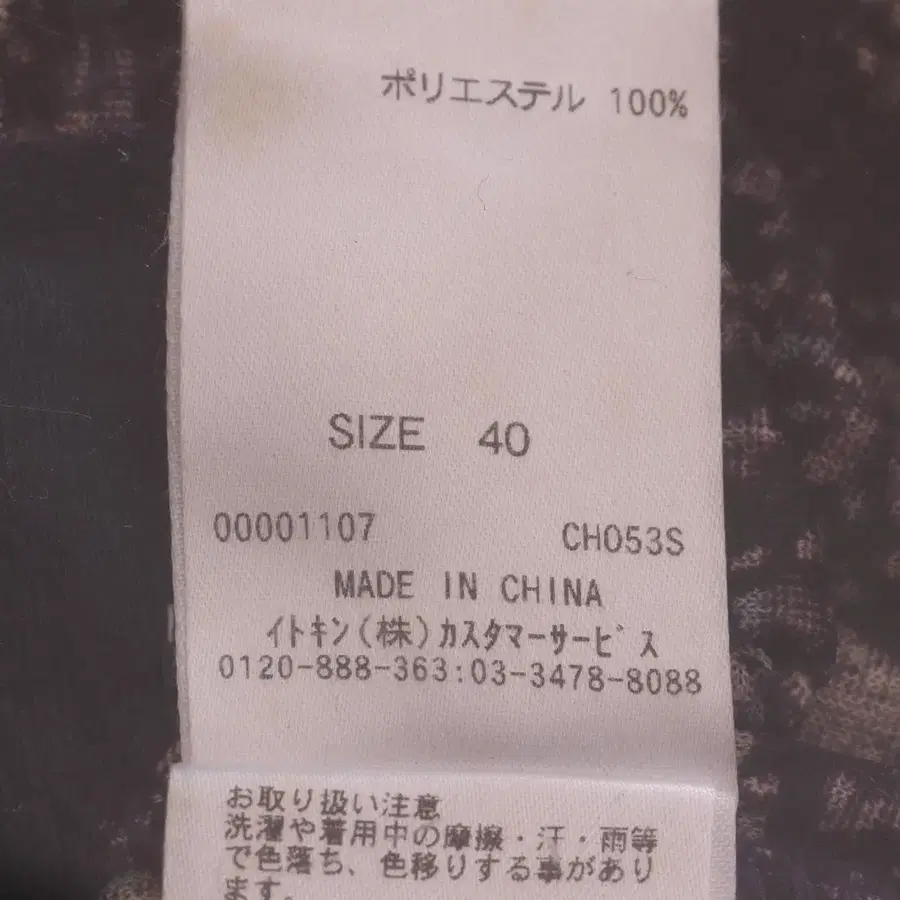 ポリエステル 100%
SIZE 40
00001107 CH053S
MADE IN CHINA
イトキン(株)カスタマーサービス
0120-888-363:03-3478-8088
お取り扱い注意
洗濯や着用中の摩擦・汗・雨等
で色落ち、色移りする事があり
ます。